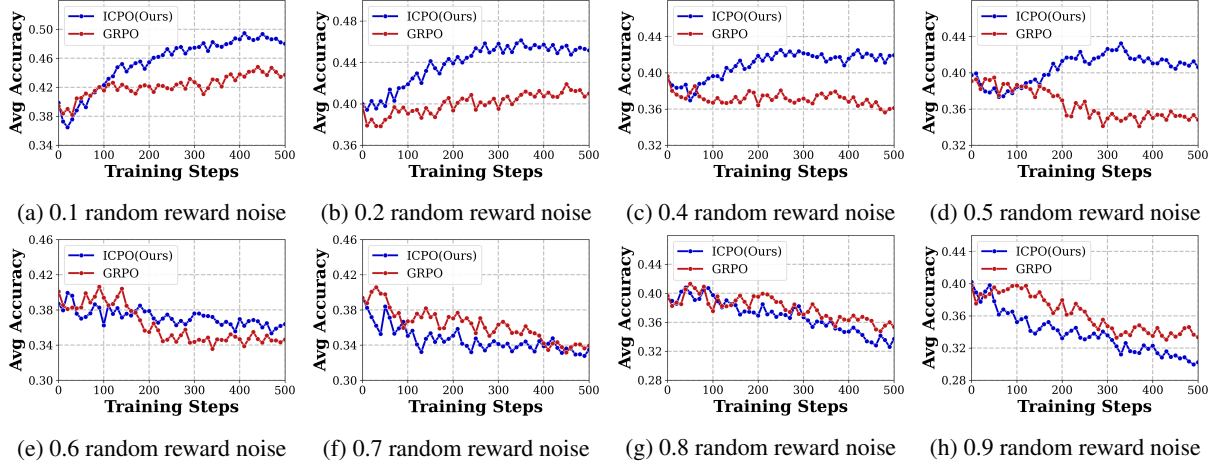 ICPO(Ours)
GRPO
Avg Accuracy
0.50
0.46
0.42
0.38
0.34
0 100 200 300 400 500
Training Steps
(a) 0.1 random reward noise
ICPO(Ours)
GRPO
Avg Accuracy
0.48
0.44
0.40
0.36
0 100 200 300 400 500
Training Steps
(b) 0.2 random reward noise
ICPO(Ours)
GRPO
Avg Accuracy
0.44
0.40
0.36
0.32
0 100 200 300 400 500
Training Steps
(c) 0.4 random reward noise
ICPO(Ours)
GRPO
Avg Accuracy
0.44
0.40
0.36
0.32
0 100 200 300 400 500
Training Steps
(d) 0.5 random reward noise
ICPO(Ours)
GRPO
Avg Accuracy
0.46
0.42
0.38
0.34
0.30
0 100 200 300 400 500
Training Steps
(e) 0.6 random reward noise
ICPO(Ours)
GRPO
Avg Accuracy
0.46
0.42
0.38
0.34
0.30
0 100 200 300 400 500
Training Steps
(f) 0.7 random reward noise
ICPO(Ours)
GRPO
Avg Accuracy
0.44
0.40
0.36
0.32
0.28
0 100 200 300 400 500
Training Steps
(g) 0.8 random reward noise
ICPO(Ours)
GRPO
Avg Accuracy
0.44
0.40
0.36
0.32
0.28
0 100 200 300 400 500
Training Steps
(h) 0.9 random reward noise